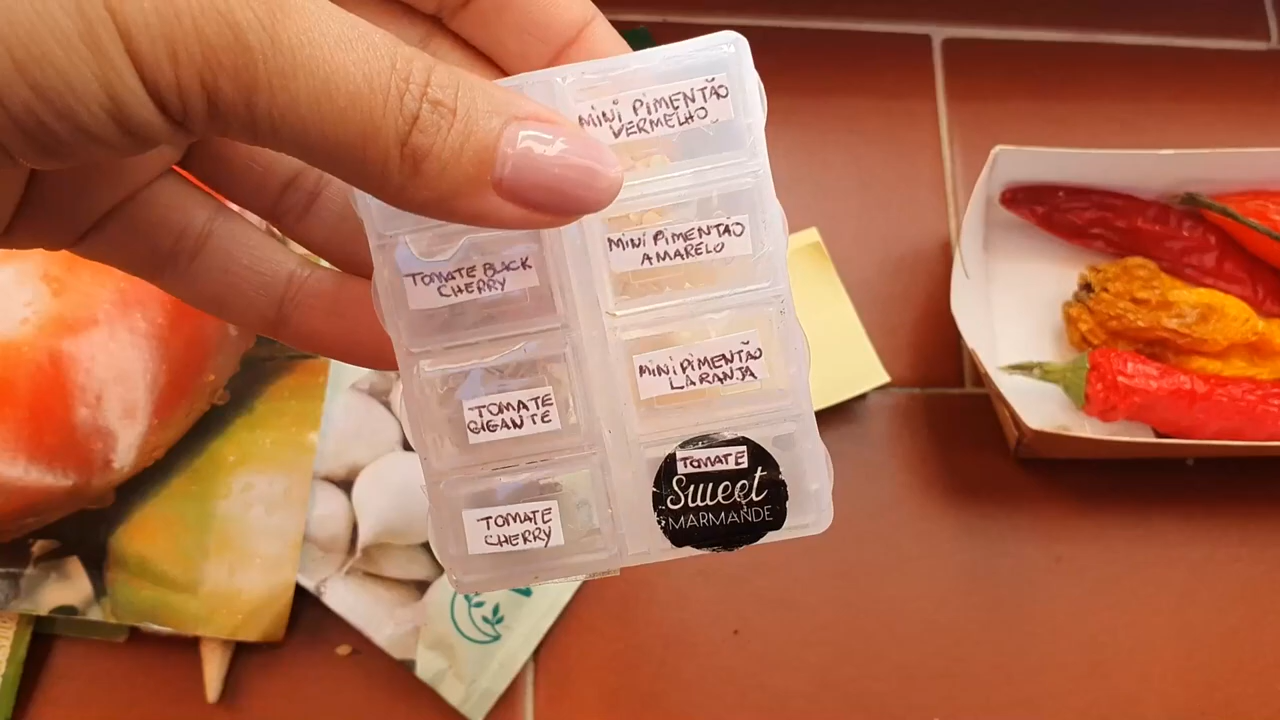 MINI PIMENTÃO
VERMELHO
MINI PIMENTÃO
AMARELO
MINI PIMENTÃO
LARANJA
TOMATE
Sweet
MARMANDE
TOMATE BLACK
CHERRY
TOMATE
GIGANTE
TOMATE
CHERRY